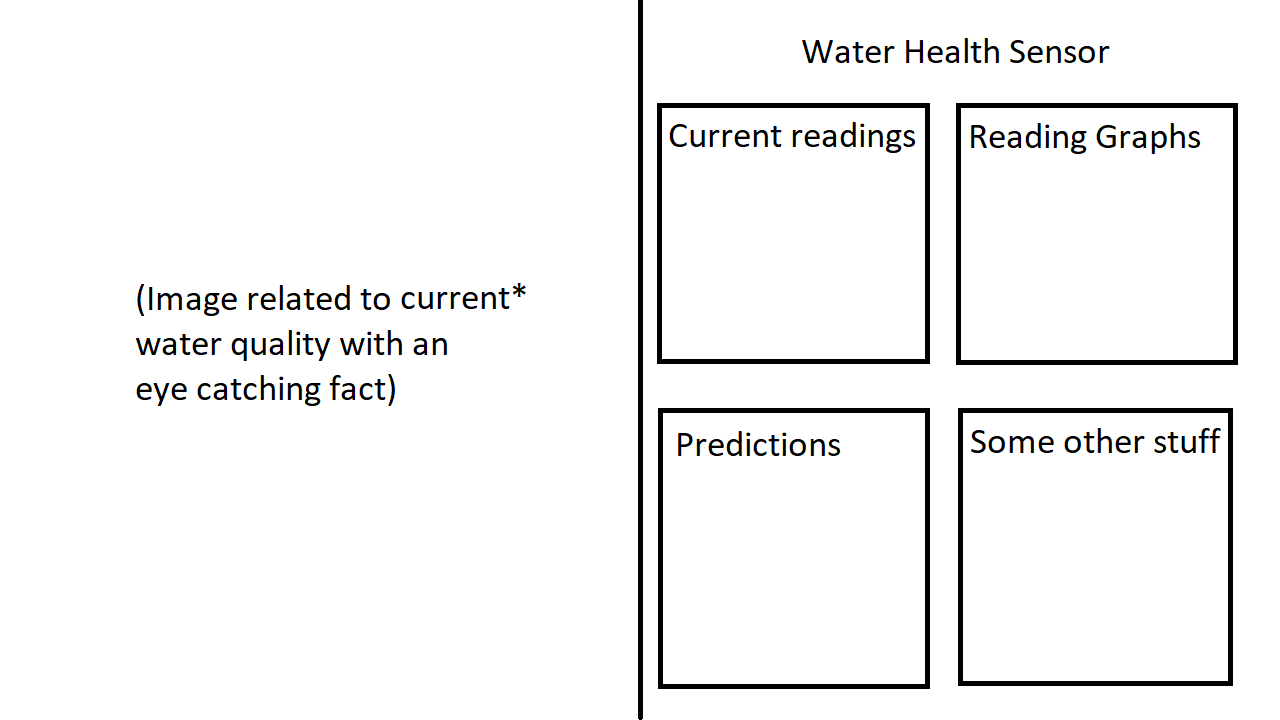 (Image related to current*
water quality with an
eye catching fact)
Water Health Sensor
Current readings
Reading Graphs
Predictions
Some other stuff